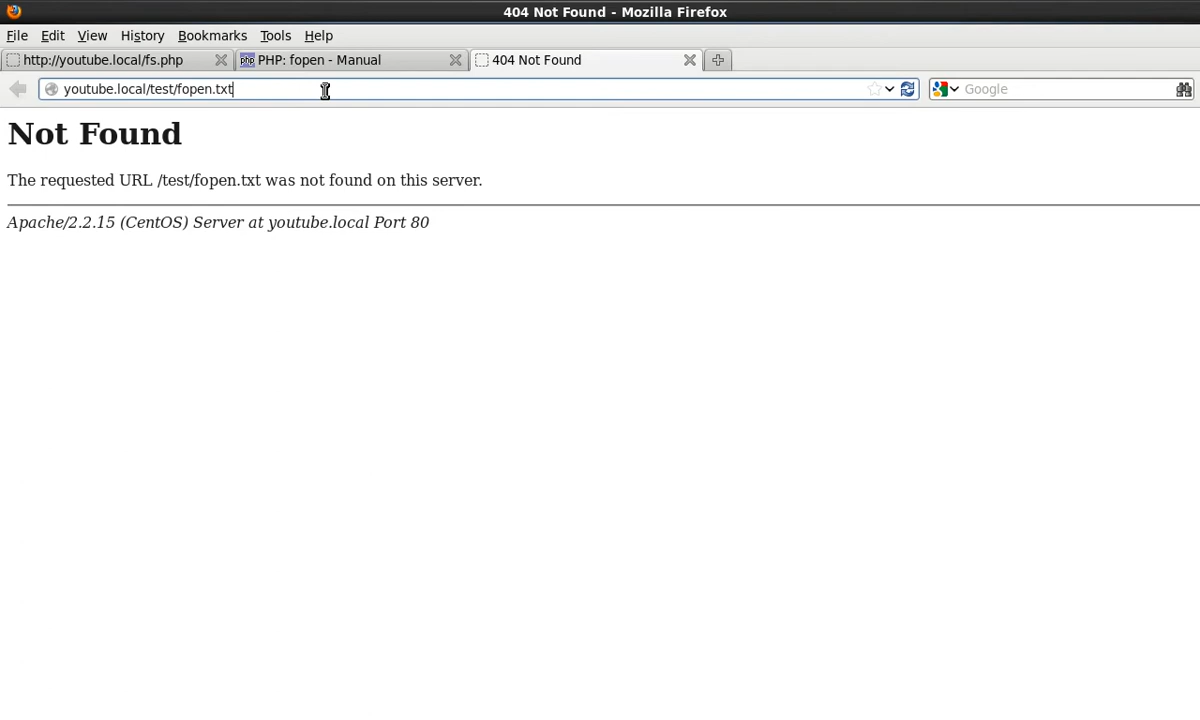 404 Not Found - Mozilla Firefox
File Edit View History Bookmarks Tools Help
http://youtube.local/fs.php php PHP: fopen - Manual 404 Not Found
youtube.local/test/fopen.txt Google
Not Found
The requested URL /test/fopen.txt was not found on this server.
Apache/2.2.15 (CentOS) Server at youtube.local Port 80